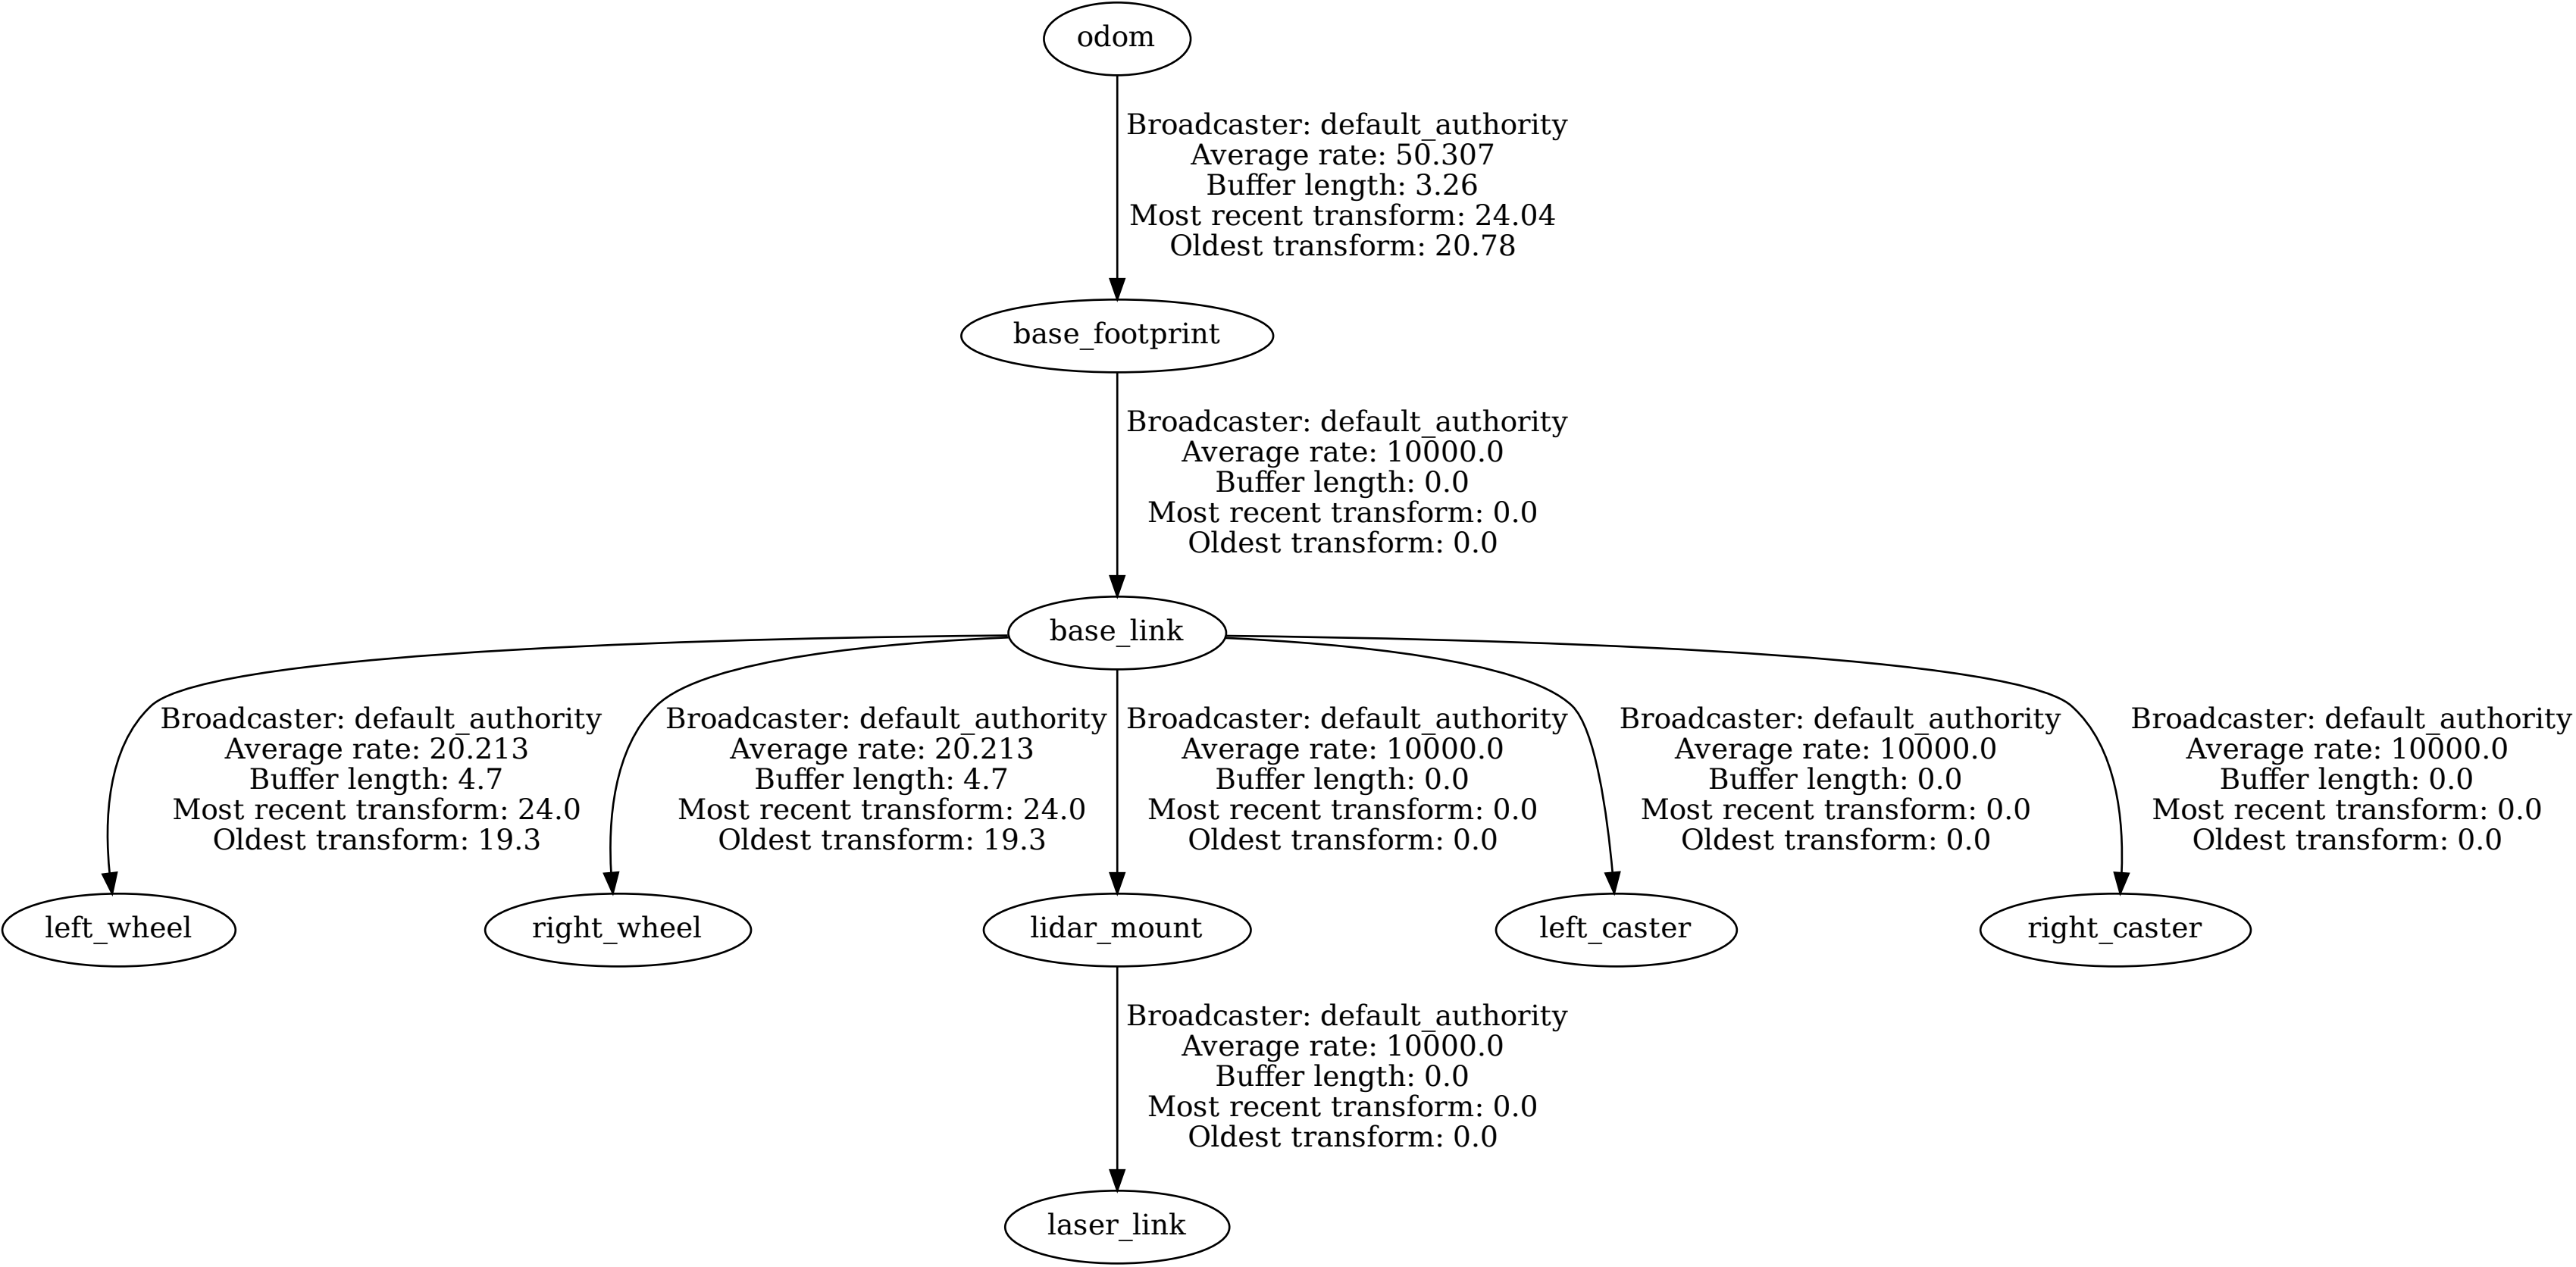 odom
Broadcaster: default_authority
Average rate: 50.307
Buffer length: 3.26
Most recent transform: 24.04
Oldest transform: 20.78
base_footprint
Broadcaster: default_authority
Average rate: 10000.0
Buffer length: 0.0
Most recent transform: 0.0
Oldest transform: 0.0
base_link
Broadcaster: default_authority
Average rate: 20.213
Buffer length: 4.7
Most recent transform: 24.0
Oldest transform: 19.3
Broadcaster: default_authority
Average rate: 20.213
Buffer length: 4.7
Most recent transform: 24.0
Oldest transform: 19.3
Broadcaster: default_authority
Average rate: 10000.0
Buffer length: 0.0
Most recent transform: 0.0
Oldest transform: 0.0
Broadcaster: default_authority
Average rate: 10000.0
Buffer length: 0.0
Most recent transform: 0.0
Oldest transform: 0.0
Broadcaster: default_authority
Average rate: 10000.0
Buffer length: 0.0
Most recent transform: 0.0
Oldest transform: 0.0
left_wheel
right_wheel
lidar_mount
left_caster
right_caster
Broadcaster: default_authority
Average rate: 10000.0
Buffer length: 0.0
Most recent transform: 0.0
Oldest transform: 0.0
laser_link